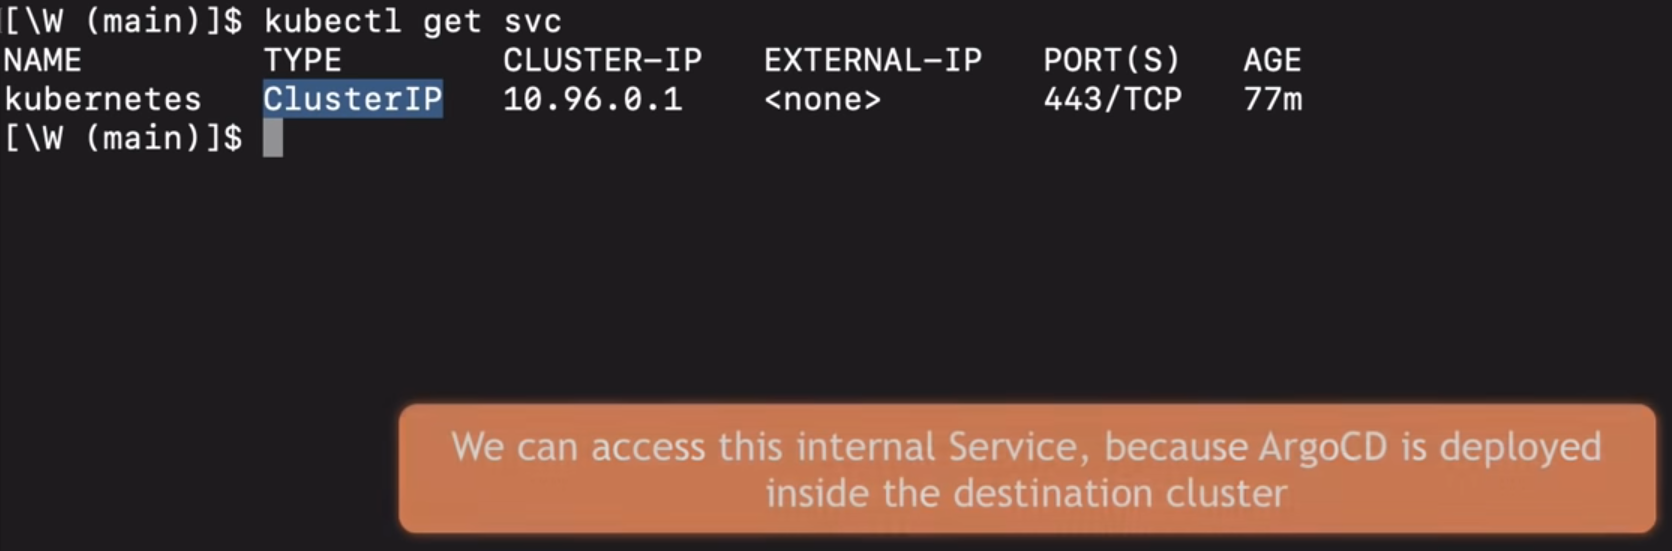 [\W (main)]$ kubectl get svc
NAME TYPE CLUSTER-IP EXTERNAL-IP PORT(S) AGE
kubernetes ClusterIP 10.96.0.1 <none> 443/TCP 77m
[\W (main)]$
We can access this internal Service, because ArgoCD is deployed
inside the destination cluster